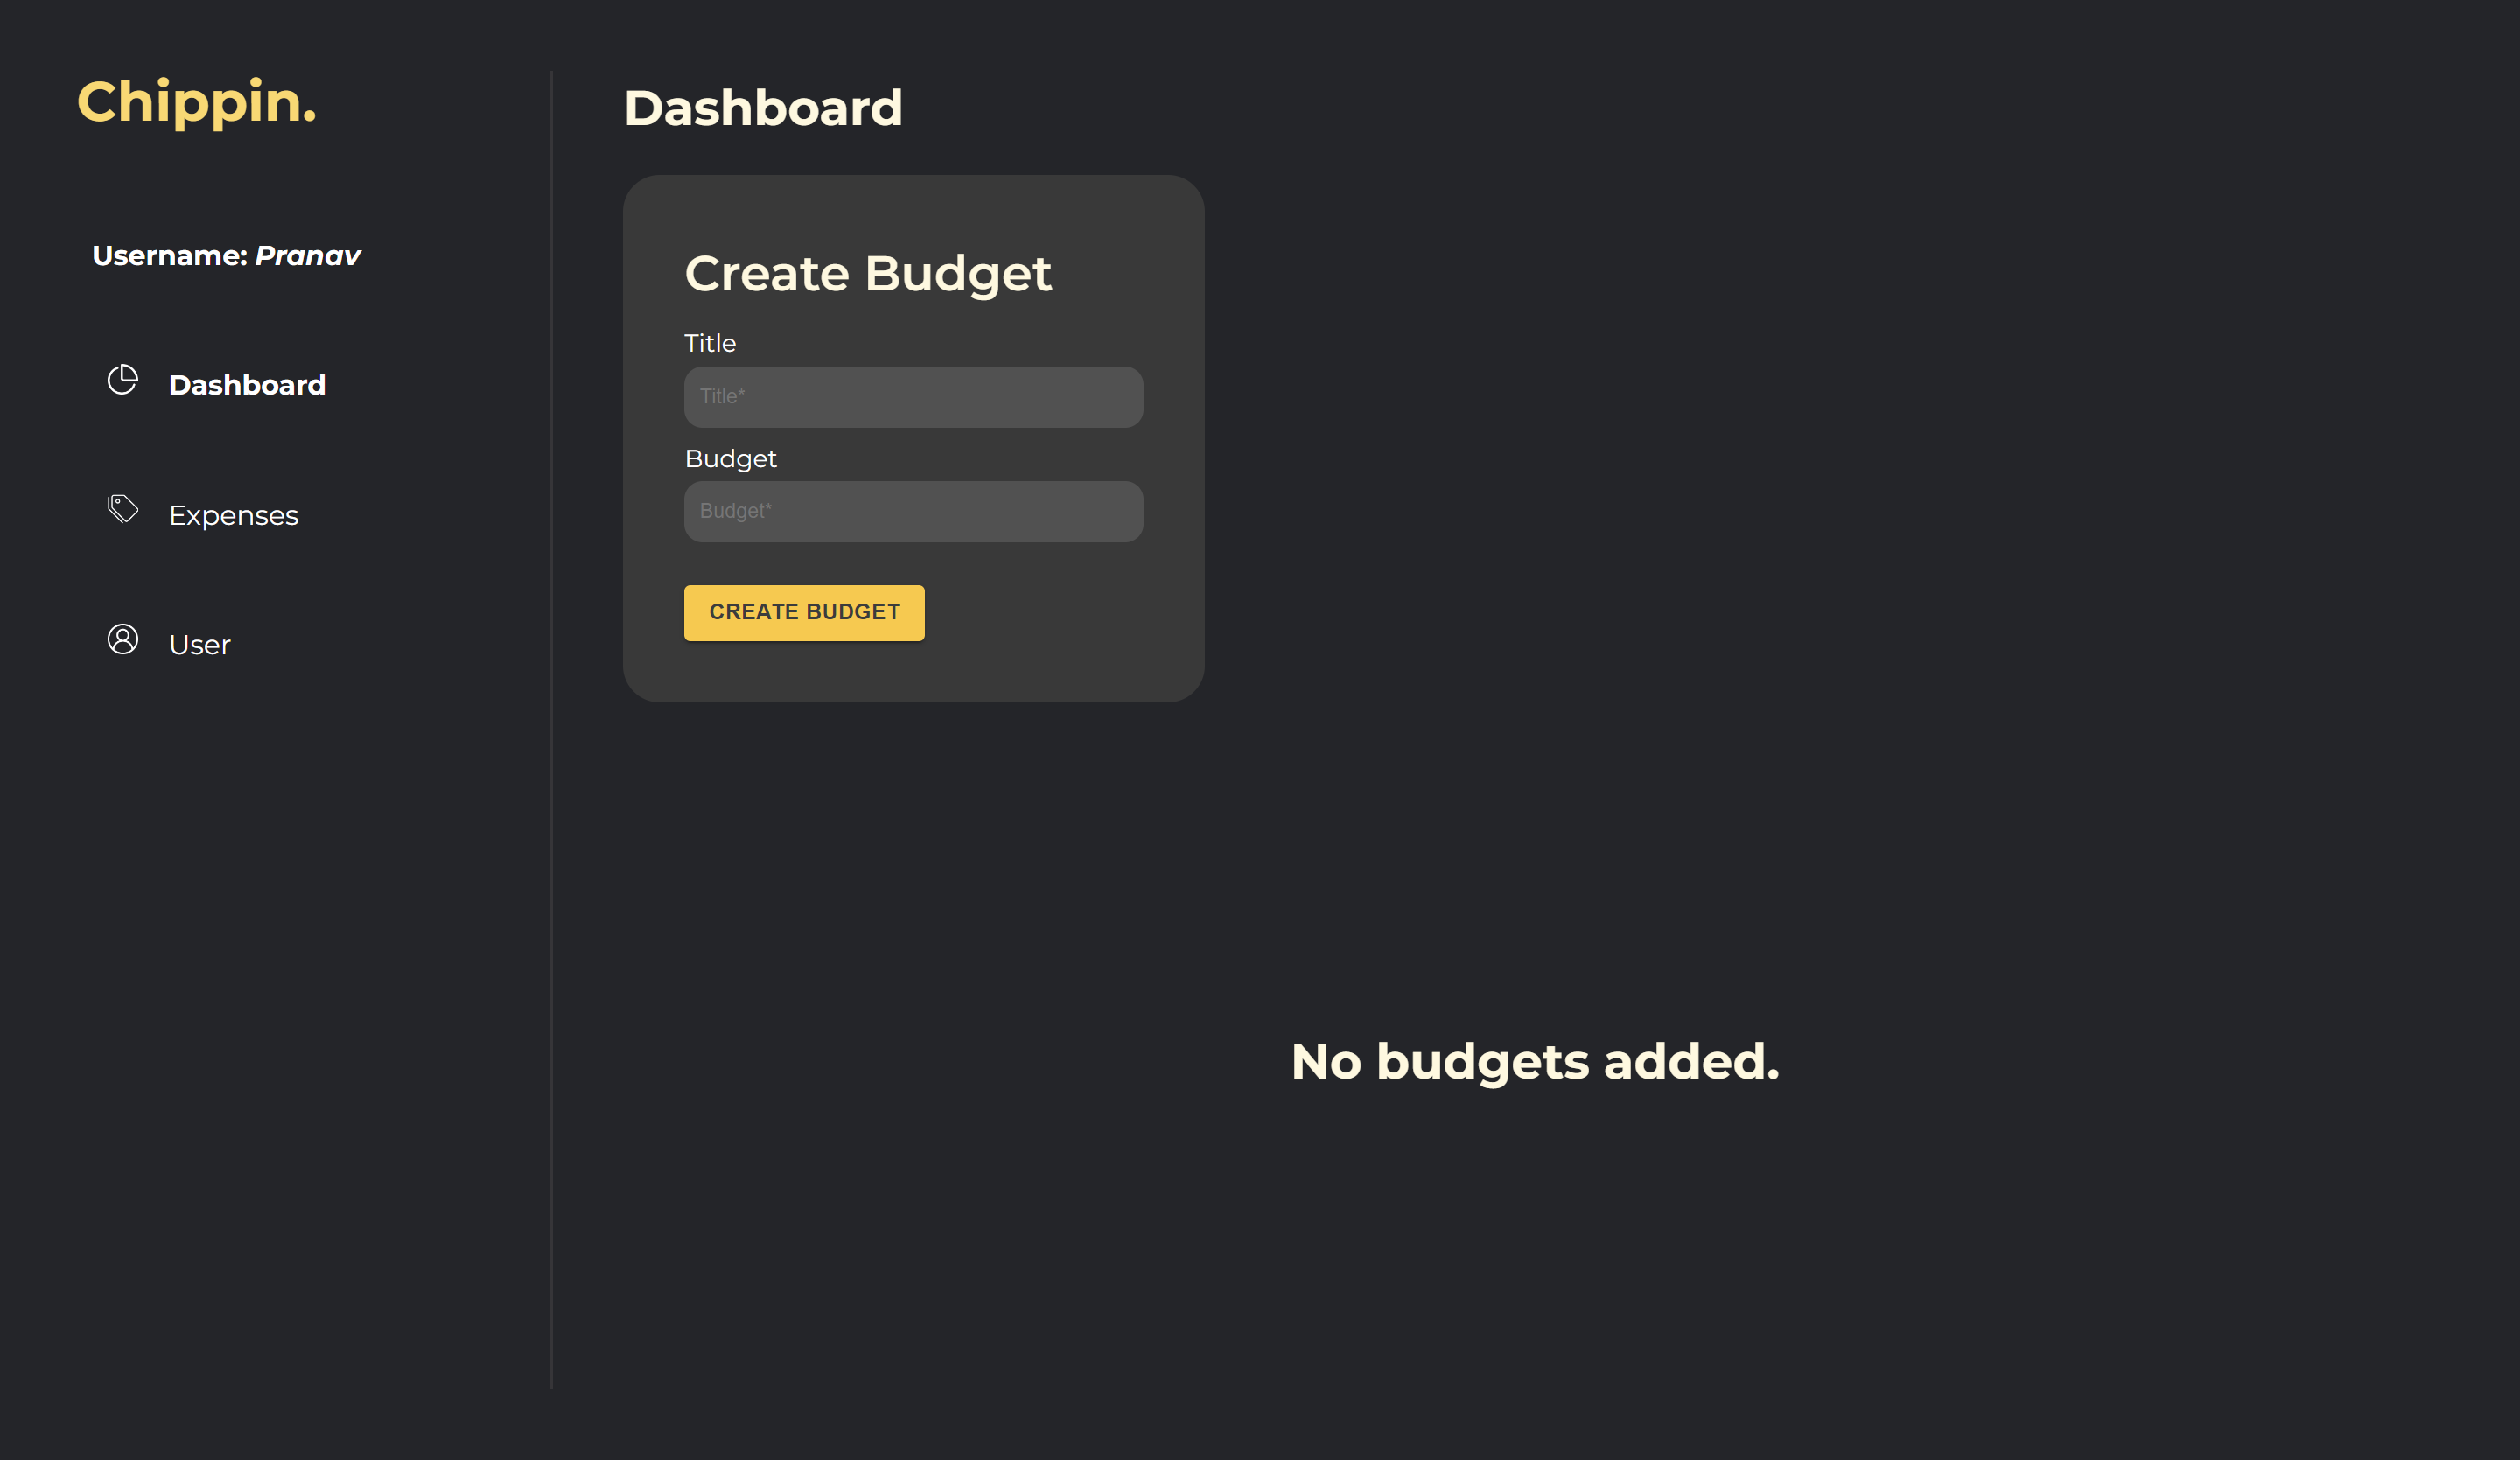 Chippin.
Username: Pranav
Dashboard
Expenses
User
Dashboard
Create Budget
Title
Title*
Budget
Budget*
CREATE BUDGET
No budgets added.